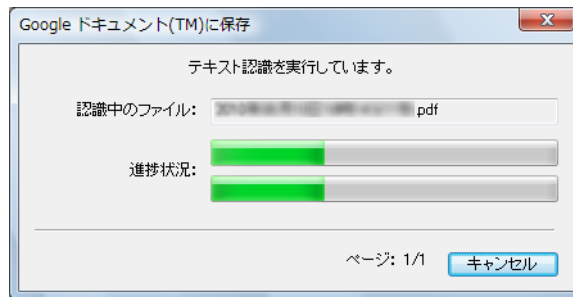 Google ドキュメント(TM)に保存
テキスト認識を実行しています。
認識中のファイル: .pdf
進捗状況:
ページ: 1/1 キャンセル